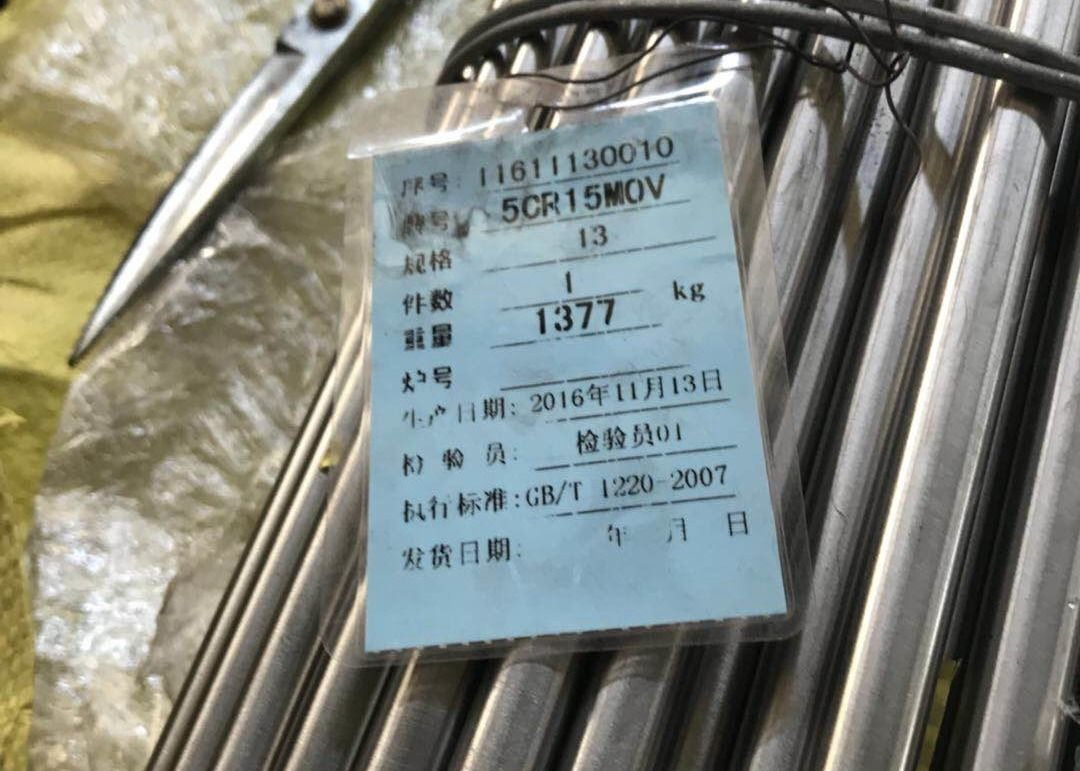 序号: 11611130010
牌号: 5CR15MOV
规格 13
件数 1
重量 1377 kg
炉号
生产日期: 2016年11月13日
检验员: 检验员01
执行标准: GB/T 1220-2007
发货日期: 年 月 日